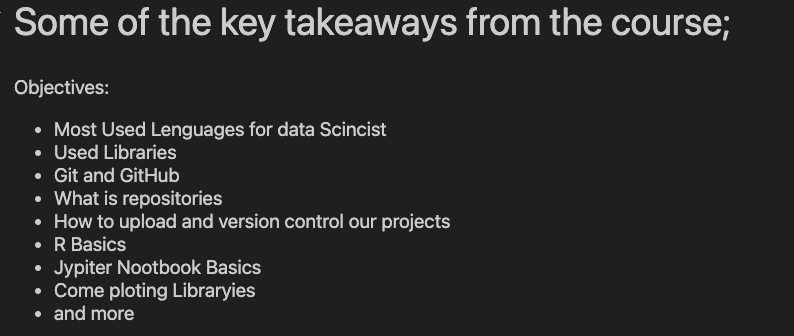 Some of the key takeaways from the course;
Objectives:
• Most Used Lenguages for data Scincist
• Used Libraries
• Git and GitHub
• What is repositories
• How to upload and version control our projects
• R Basics
• Jypiter Nootbook Basics
• Come ploting Libraryies
• and more